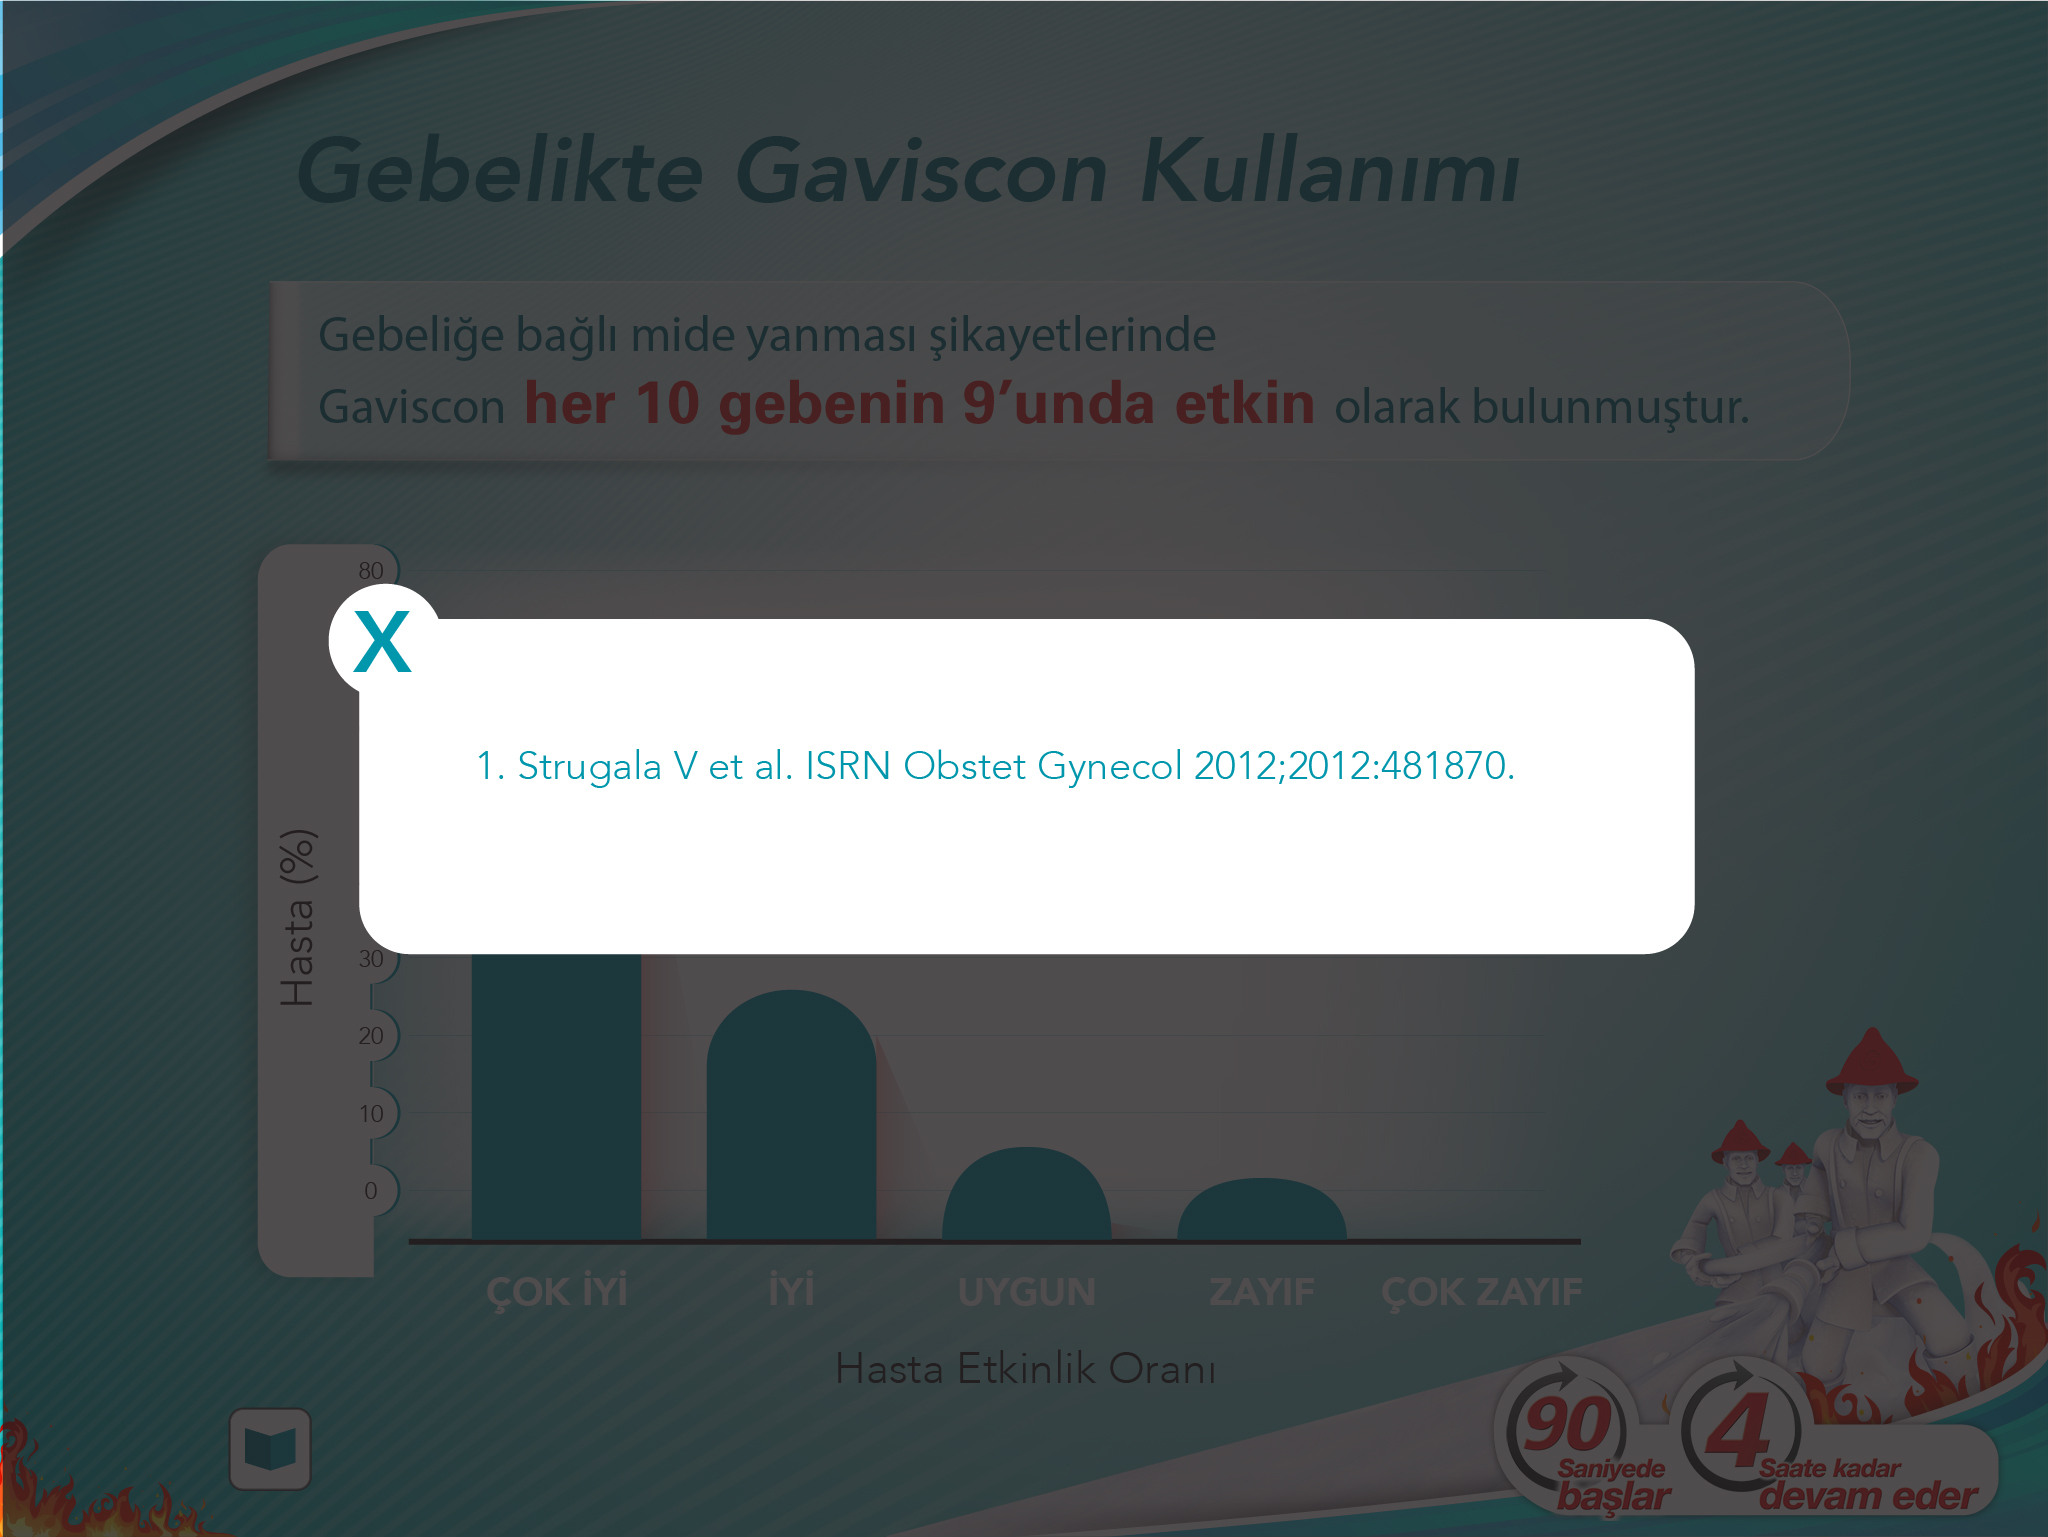 Gebelikte Gaviscon Kullanımı
Gebeliğe bağlı mide yanması şikayetlerinde
Gaviscon her 10 gebenin 9’unda etkin olarak bulunmuştur.
80
X
1. Strugala V et al. ISRN Obstet Gynecol 2012;2012:481870.
Hasta (%)
30
20
10
0
ÇOK İYİ İYİ UYGUN ZAYIF ÇOK ZAYIF
Hasta Etkinlik Oranı
90 Saniyede başlar
4 Saate kadar devam eder